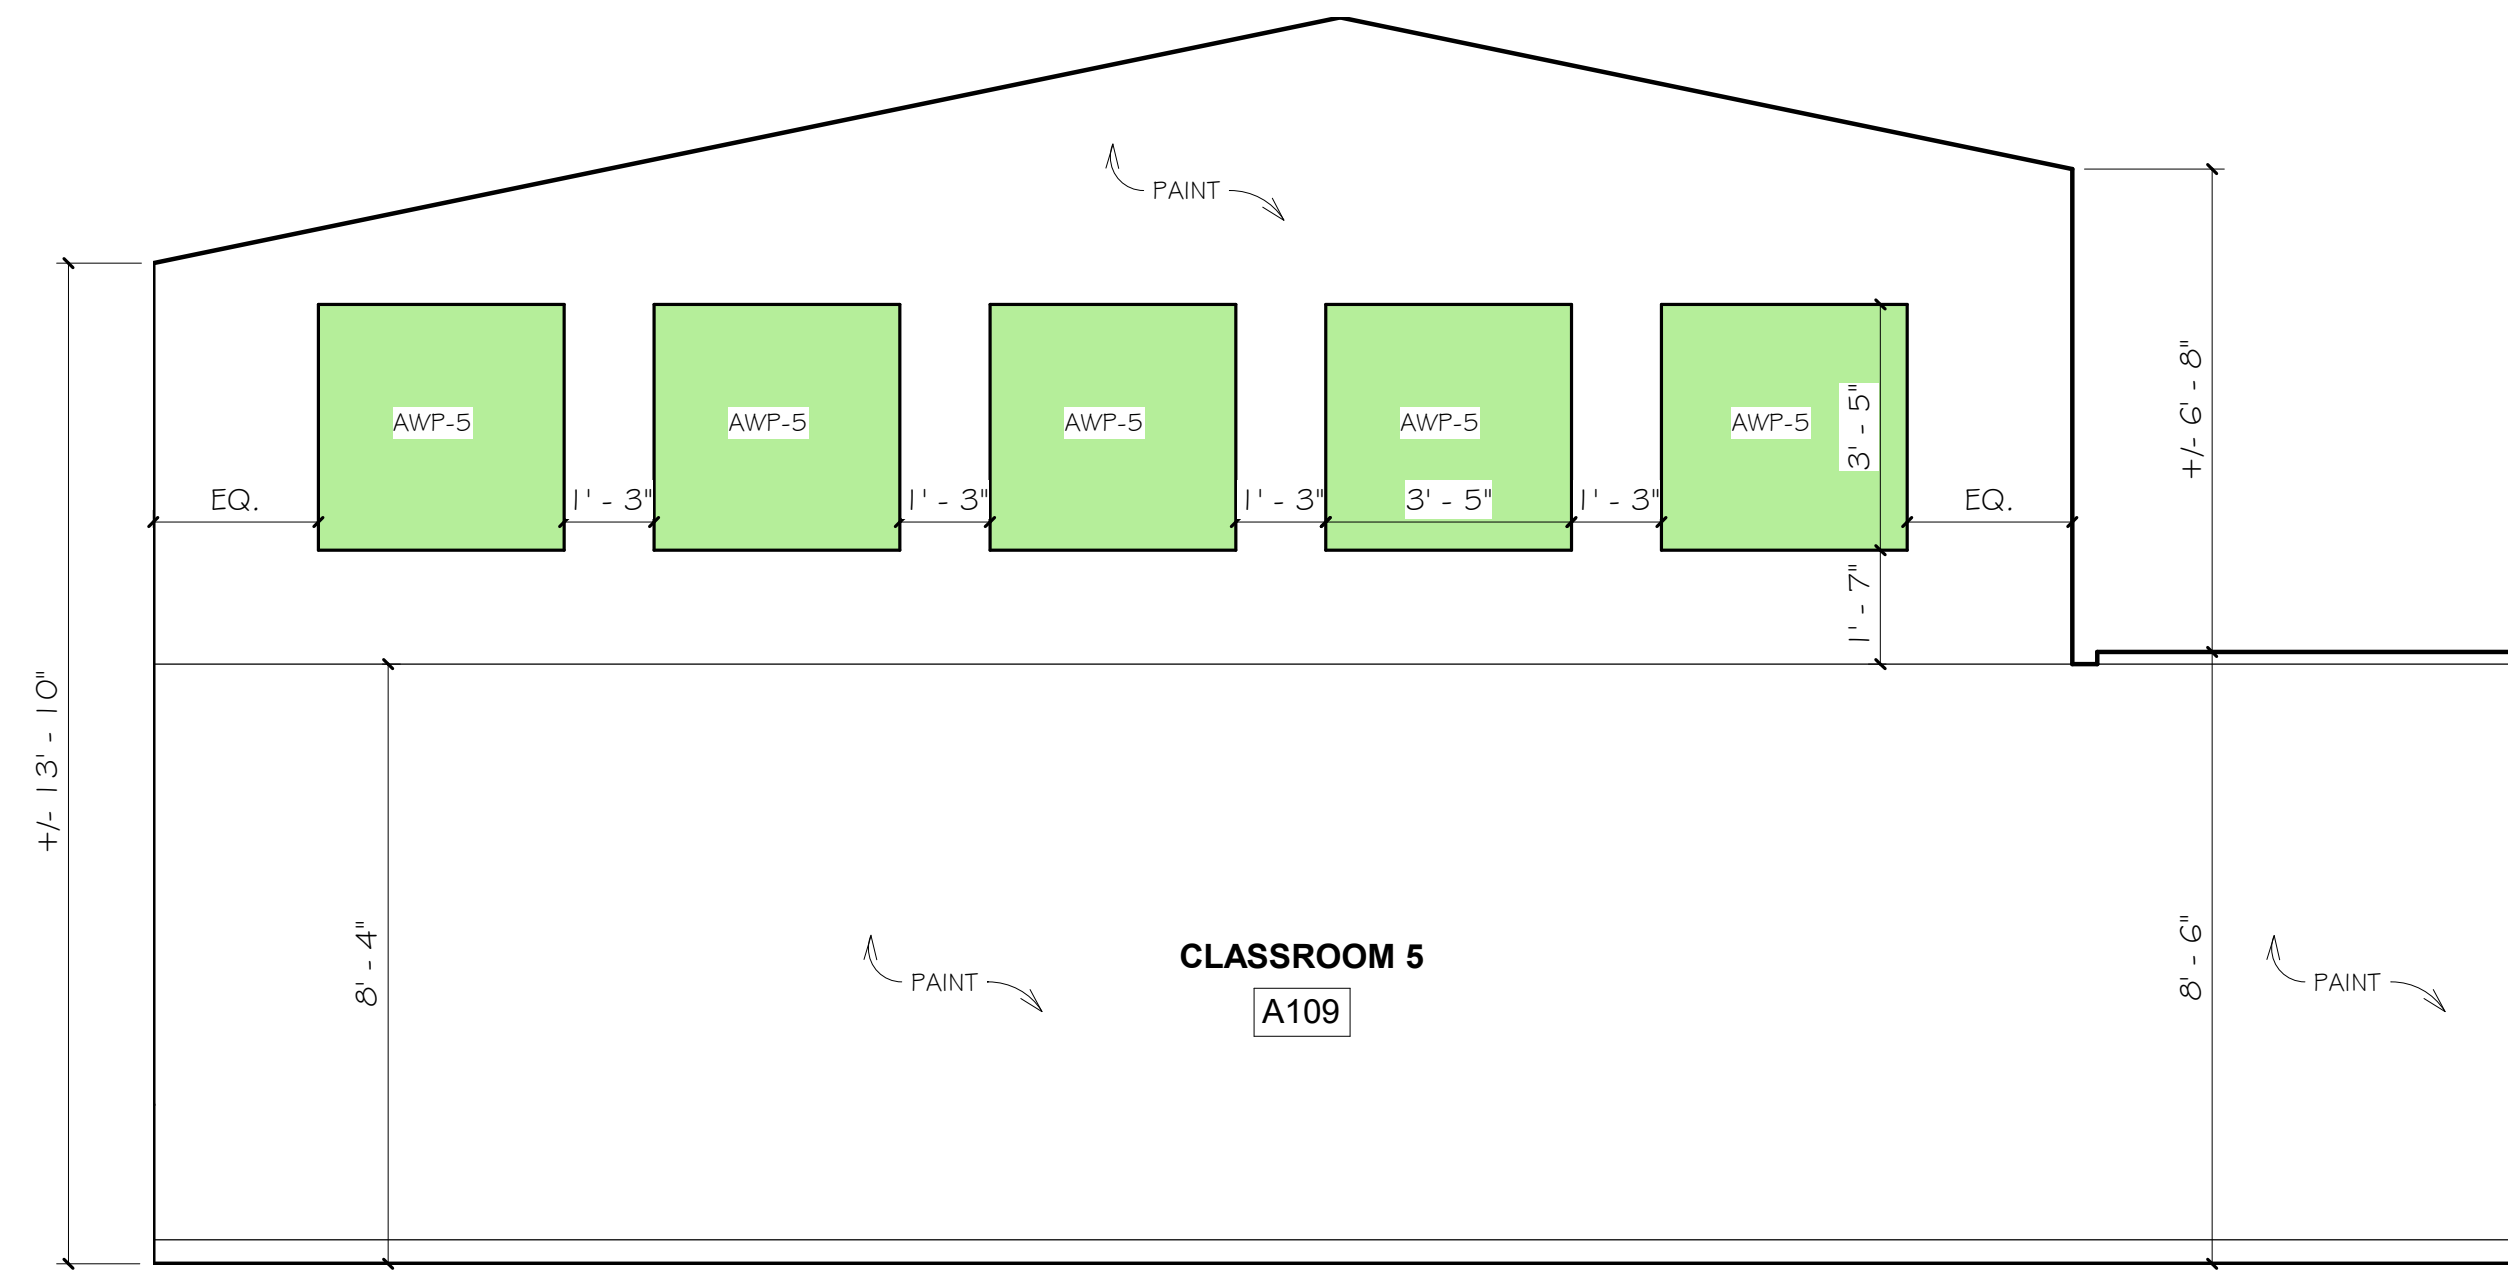 PAINT
+/- 6' - 8"
AWP-5
AWP-5
AWP-5
AWP-5
AWP-5
3' - 5"
EQ.
1' - 3"
1' - 3"
1' - 3"
3' - 5"
1' - 3"
EQ.
1' - 7"
+/- 13' - 10"
8' - 4"
PAINT
CLASSROOM 5
A109
8' - 6"
PAINT